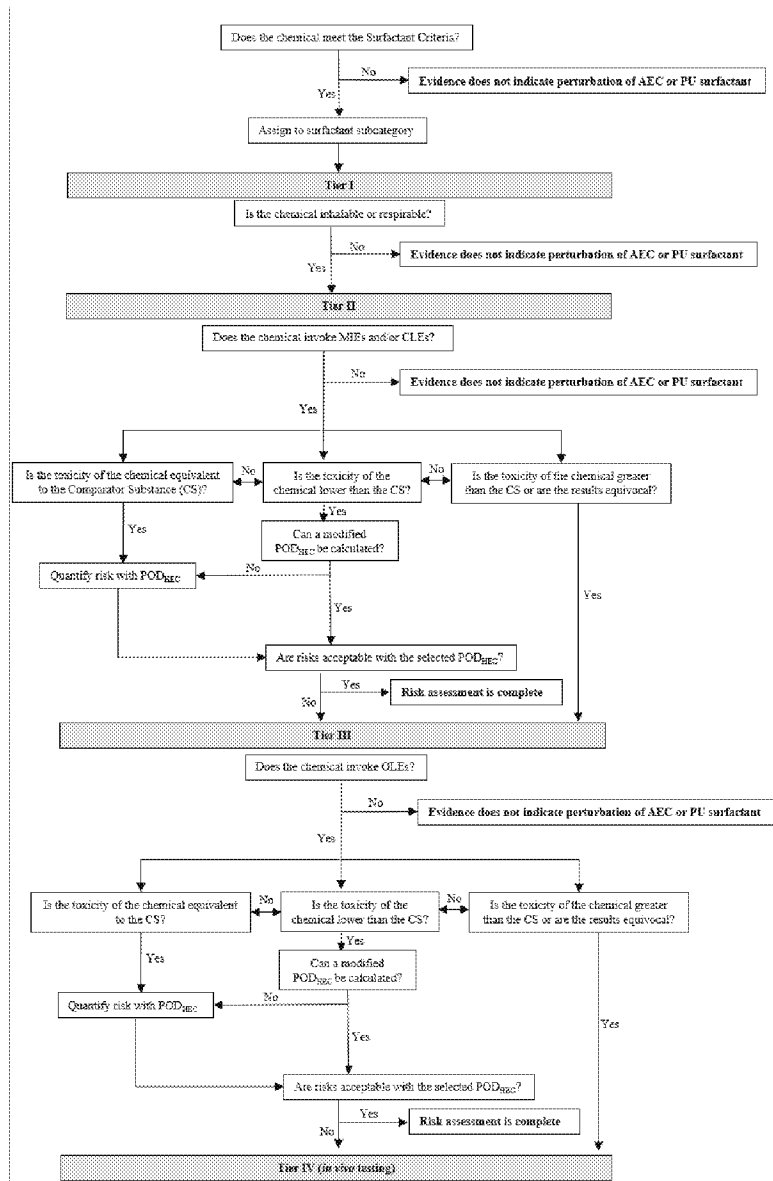 Does the chemical meet the Surfactant Criteria?
No
Evidence does not indicate perturbation of AEC or PU surfactant
Yes
Assign to surfactant subcategory
Tier I
Is the chemical inhalable or respirable?
No
Evidence does not indicate perturbation of AEC or PU surfactant
Yes
Tier II
Does the chemical invoke MIEs and/or CLEs?
No
Evidence does not indicate perturbation of AEC or PU surfactant
Yes
Is the toxicity of the chemical equivalent
to the Comparator Substance (CS)?
No
Is the toxicity of the
chemical lower than the CS?
No
Is the toxicity of the chemical greater
than the CS or are the results equivocal?
Yes
Yes
Can a modified
POD_HEC be calculated?
Quantify risk with POD_HEC
No
Yes
Yes
Are risks acceptable with the selected POD_HEC?
Yes
Risk assessment is complete
No
Tier III
Does the chemical invoke OLEs?
No
Evidence does not indicate perturbation of AEC or PU surfactant
Yes
Is the toxicity of the chemical equivalent
to the CS?
No
Is the toxicity of the
chemical lower than the CS?
No
Is the toxicity of the chemical greater
than the CS or are the results equivocal?
Yes
Yes
Can a modified
POD_HEC be calculated?
Quantify risk with POD_HEC
No
Yes
Yes
Are risks acceptable with the selected POD_HEC?
Yes
Risk assessment is complete
No
Tier IV (in vivo testing)